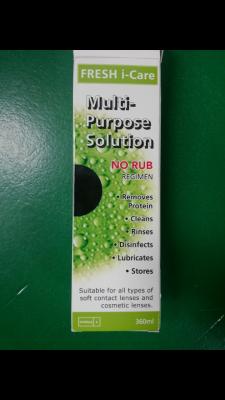 FRESH i-Care
Multi-
Purpose
Solution
NO RUB
REGIMEN
• Removes
Protein
• Cleans
• Rinses
• Disinfects
• Lubricates
• Stores
Suitable for all types of
soft contact lenses and
cosmetic lenses.
360ml